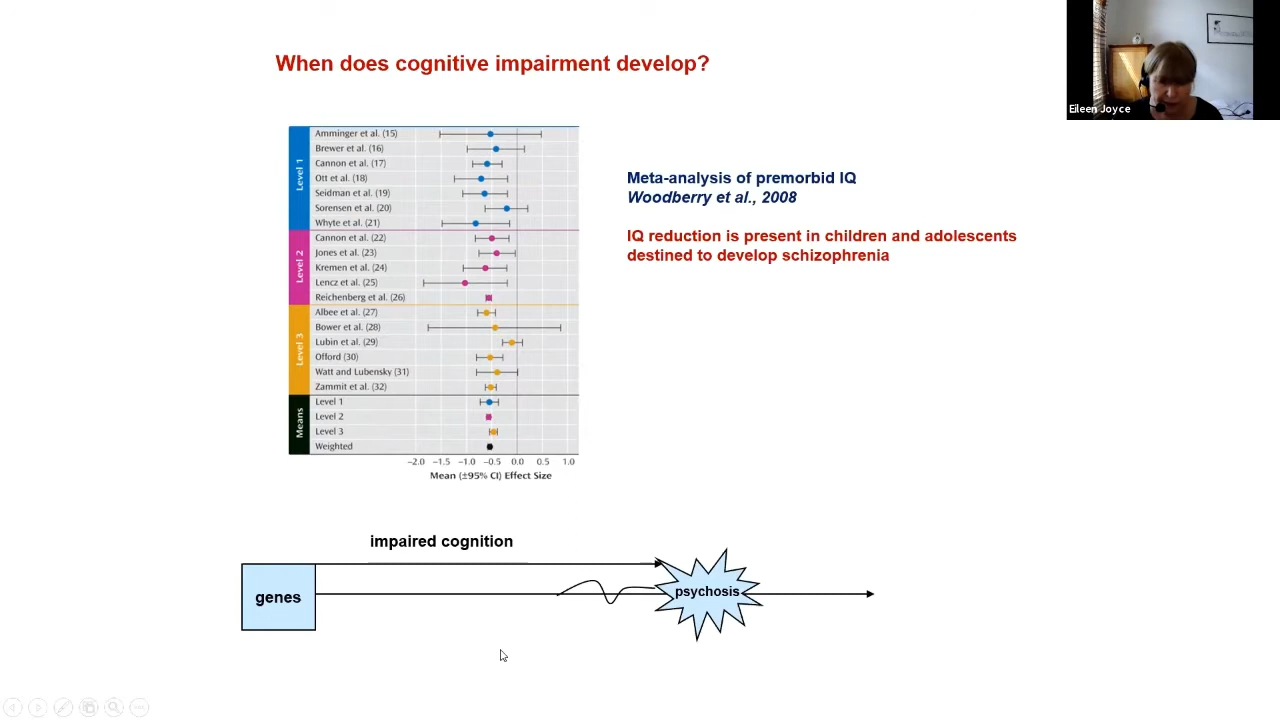 When does cognitive impairment develop?
Eileen Joyce
Level 1
Amminger et al. (15)
Brewer et al. (16)
Cannon et al. (17)
Ott et al. (18)
Seidman et al. (19)
Sorensen et al. (20)
Whyte et al. (21)
Level 2
Cannon et al. (22)
Jones et al. (23)
Kremen et al. (24)
Lencz et al. (25)
Reichenberg et al. (26)
Level 3
Albee et al. (27)
Bower et al. (28)
Lubin et al. (29)
Offord (30)
Watt and Lubensky (31)
Zammit et al. (32)
Means
Level 1
Level 2
Level 3
Weighted
−2.0 −1.5 −1.0 −0.5 0.0 0.5 1.0
Mean (±95% CI) Effect Size
Meta-analysis of premorbid IQ
Woodberry et al., 2008
IQ reduction is present in children and adolescents
destined to develop schizophrenia
impaired cognition
genes
psychosis